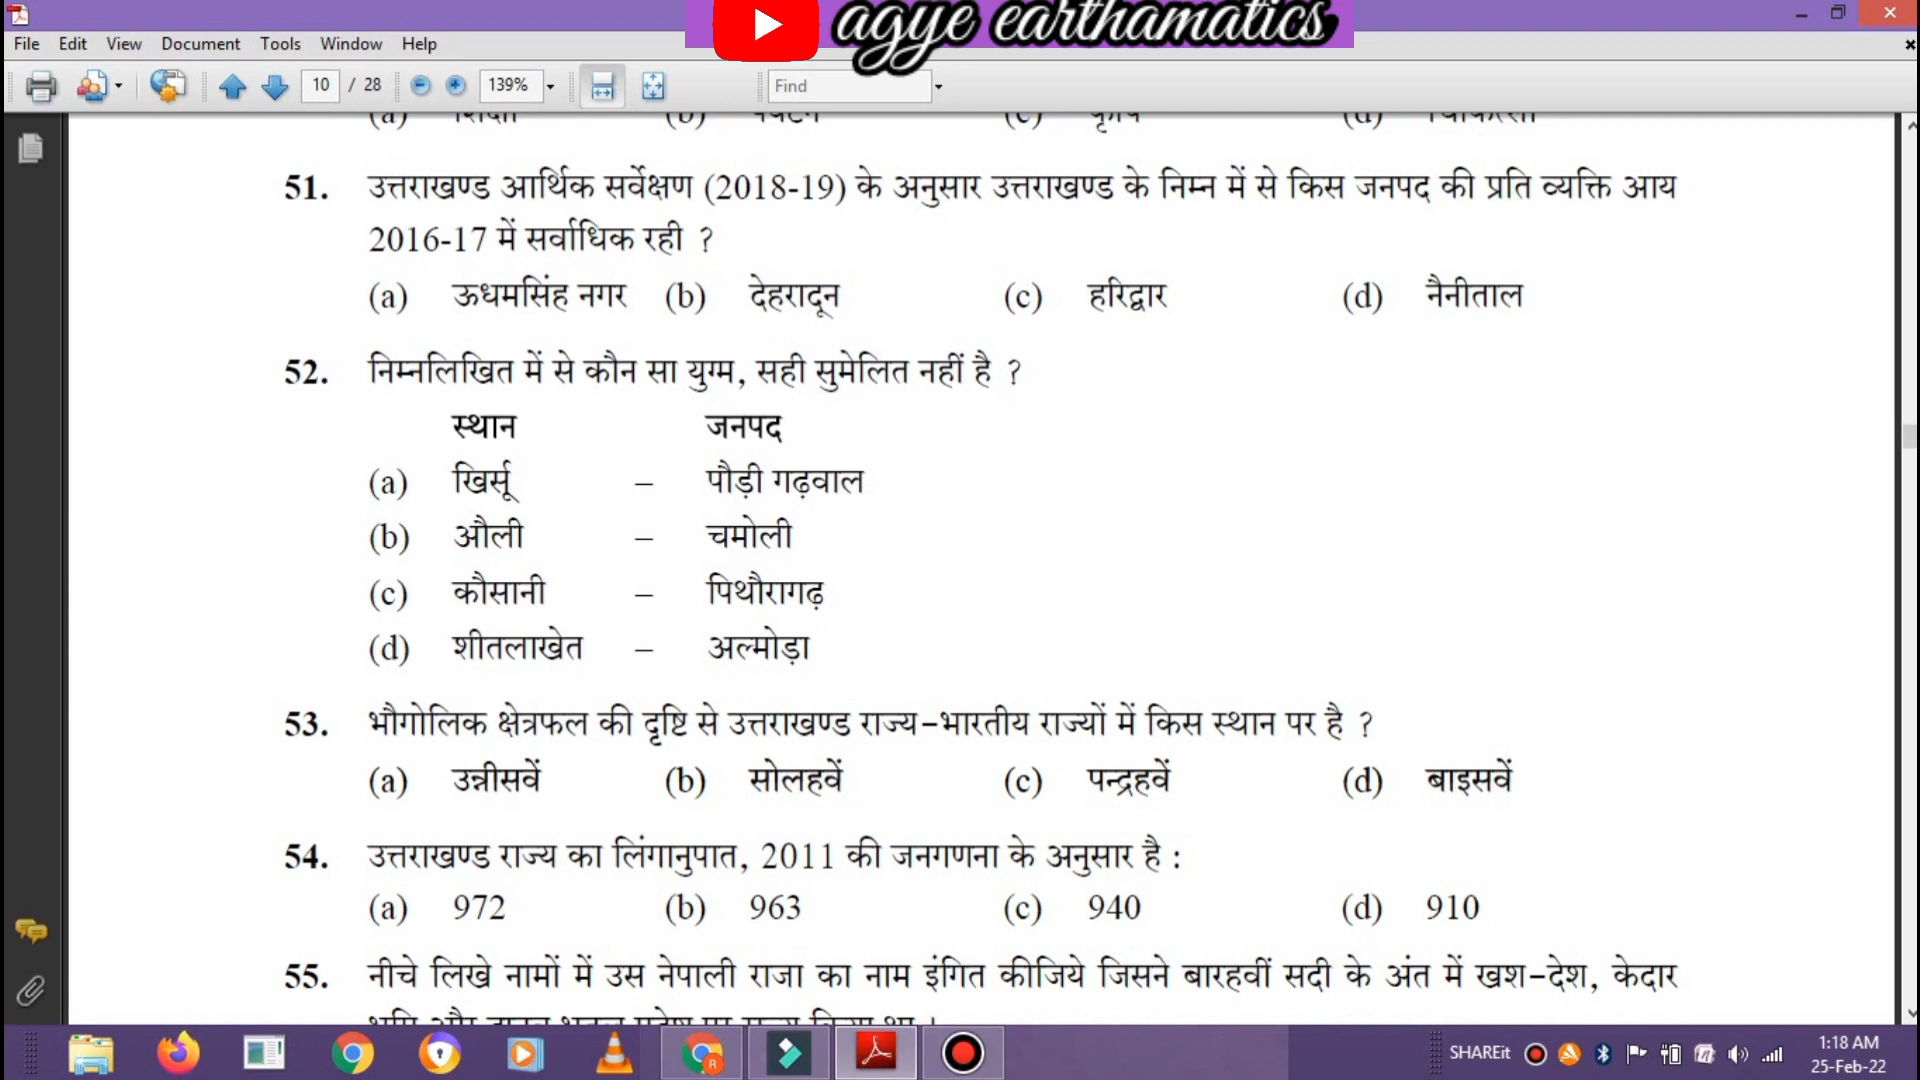 agye earthamatics
File Edit View Document Tools Window Help
10 / 28 139% Find
51. उत्तराखण्ड आर्थिक सर्वेक्षण (2018-19) के अनुसार उत्तराखण्ड के निम्न में से किस जनपद की प्रति व्यक्ति आय
2016-17 में सर्वाधिक रही ?
(a) ऊधमसिंह नगर (b) देहरादून (c) हरिद्वार (d) नैनीताल
52. निम्नलिखित में से कौन सा युग्म, सही सुमेलित नहीं है ?
स्थान जनपद
(a) खिर्सू – पौड़ी गढ़वाल
(b) औली – चमोली
(c) कौसानी – पिथौरागढ़
(d) शीतलाखेत – अल्मोड़ा
53. भौगोलिक क्षेत्रफल की दृष्टि से उत्तराखण्ड राज्य-भारतीय राज्यों में किस स्थान पर है ?
(a) उन्नीसवें (b) सोलहवें (c) पन्द्रहवें (d) बाइसवें
54. उत्तराखण्ड राज्य का लिंगानुपात, 2011 की जनगणना के अनुसार है :
(a) 972 (b) 963 (c) 940 (d) 910
55. नीचे लिखे नामों में उस नेपाली राजा का नाम इंगित कीजिये जिसने बारहवीं सदी के अंत में खश-देश, केदार
SHAREit 1:18 AM
25-Feb-22